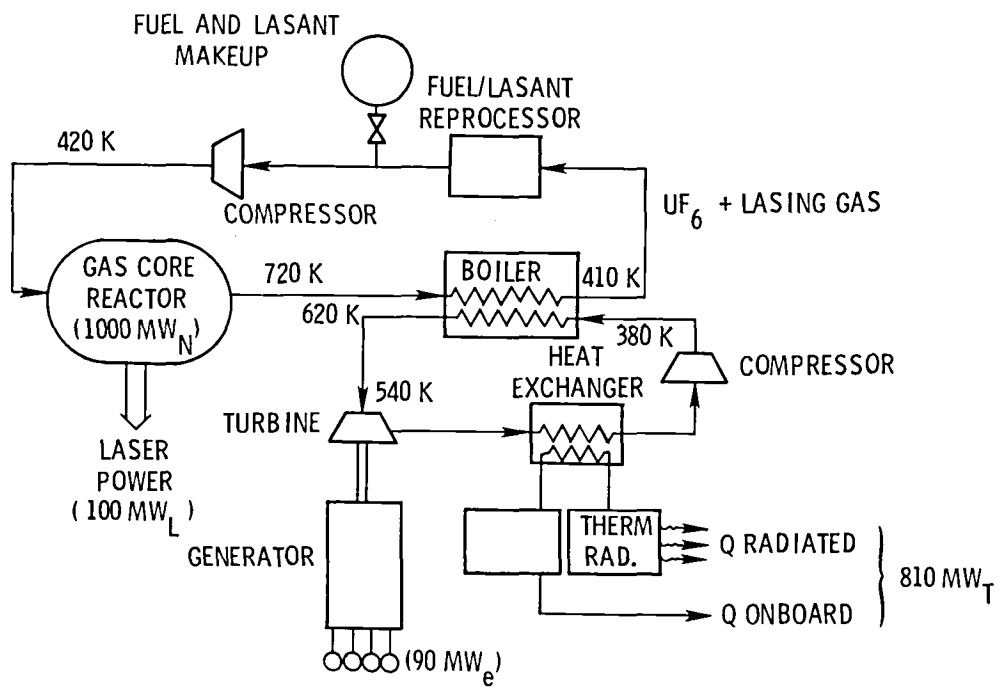 FUEL AND LASANT
MAKEUP
FUEL/LASANT
REPROCESSOR
420 K
COMPRESSOR
UF6 + LASING GAS
GAS CORE
REACTOR
(1000 MWN)
720 K
BOILER
410 K
620 K
380 K
HEAT
EXCHANGER
COMPRESSOR
540 K
TURBINE
LASER
POWER
(100 MWL)
GENERATOR
THERM
RAD.
Q RADIATED
810 MWT
Q ONBOARD
(90 MWe)